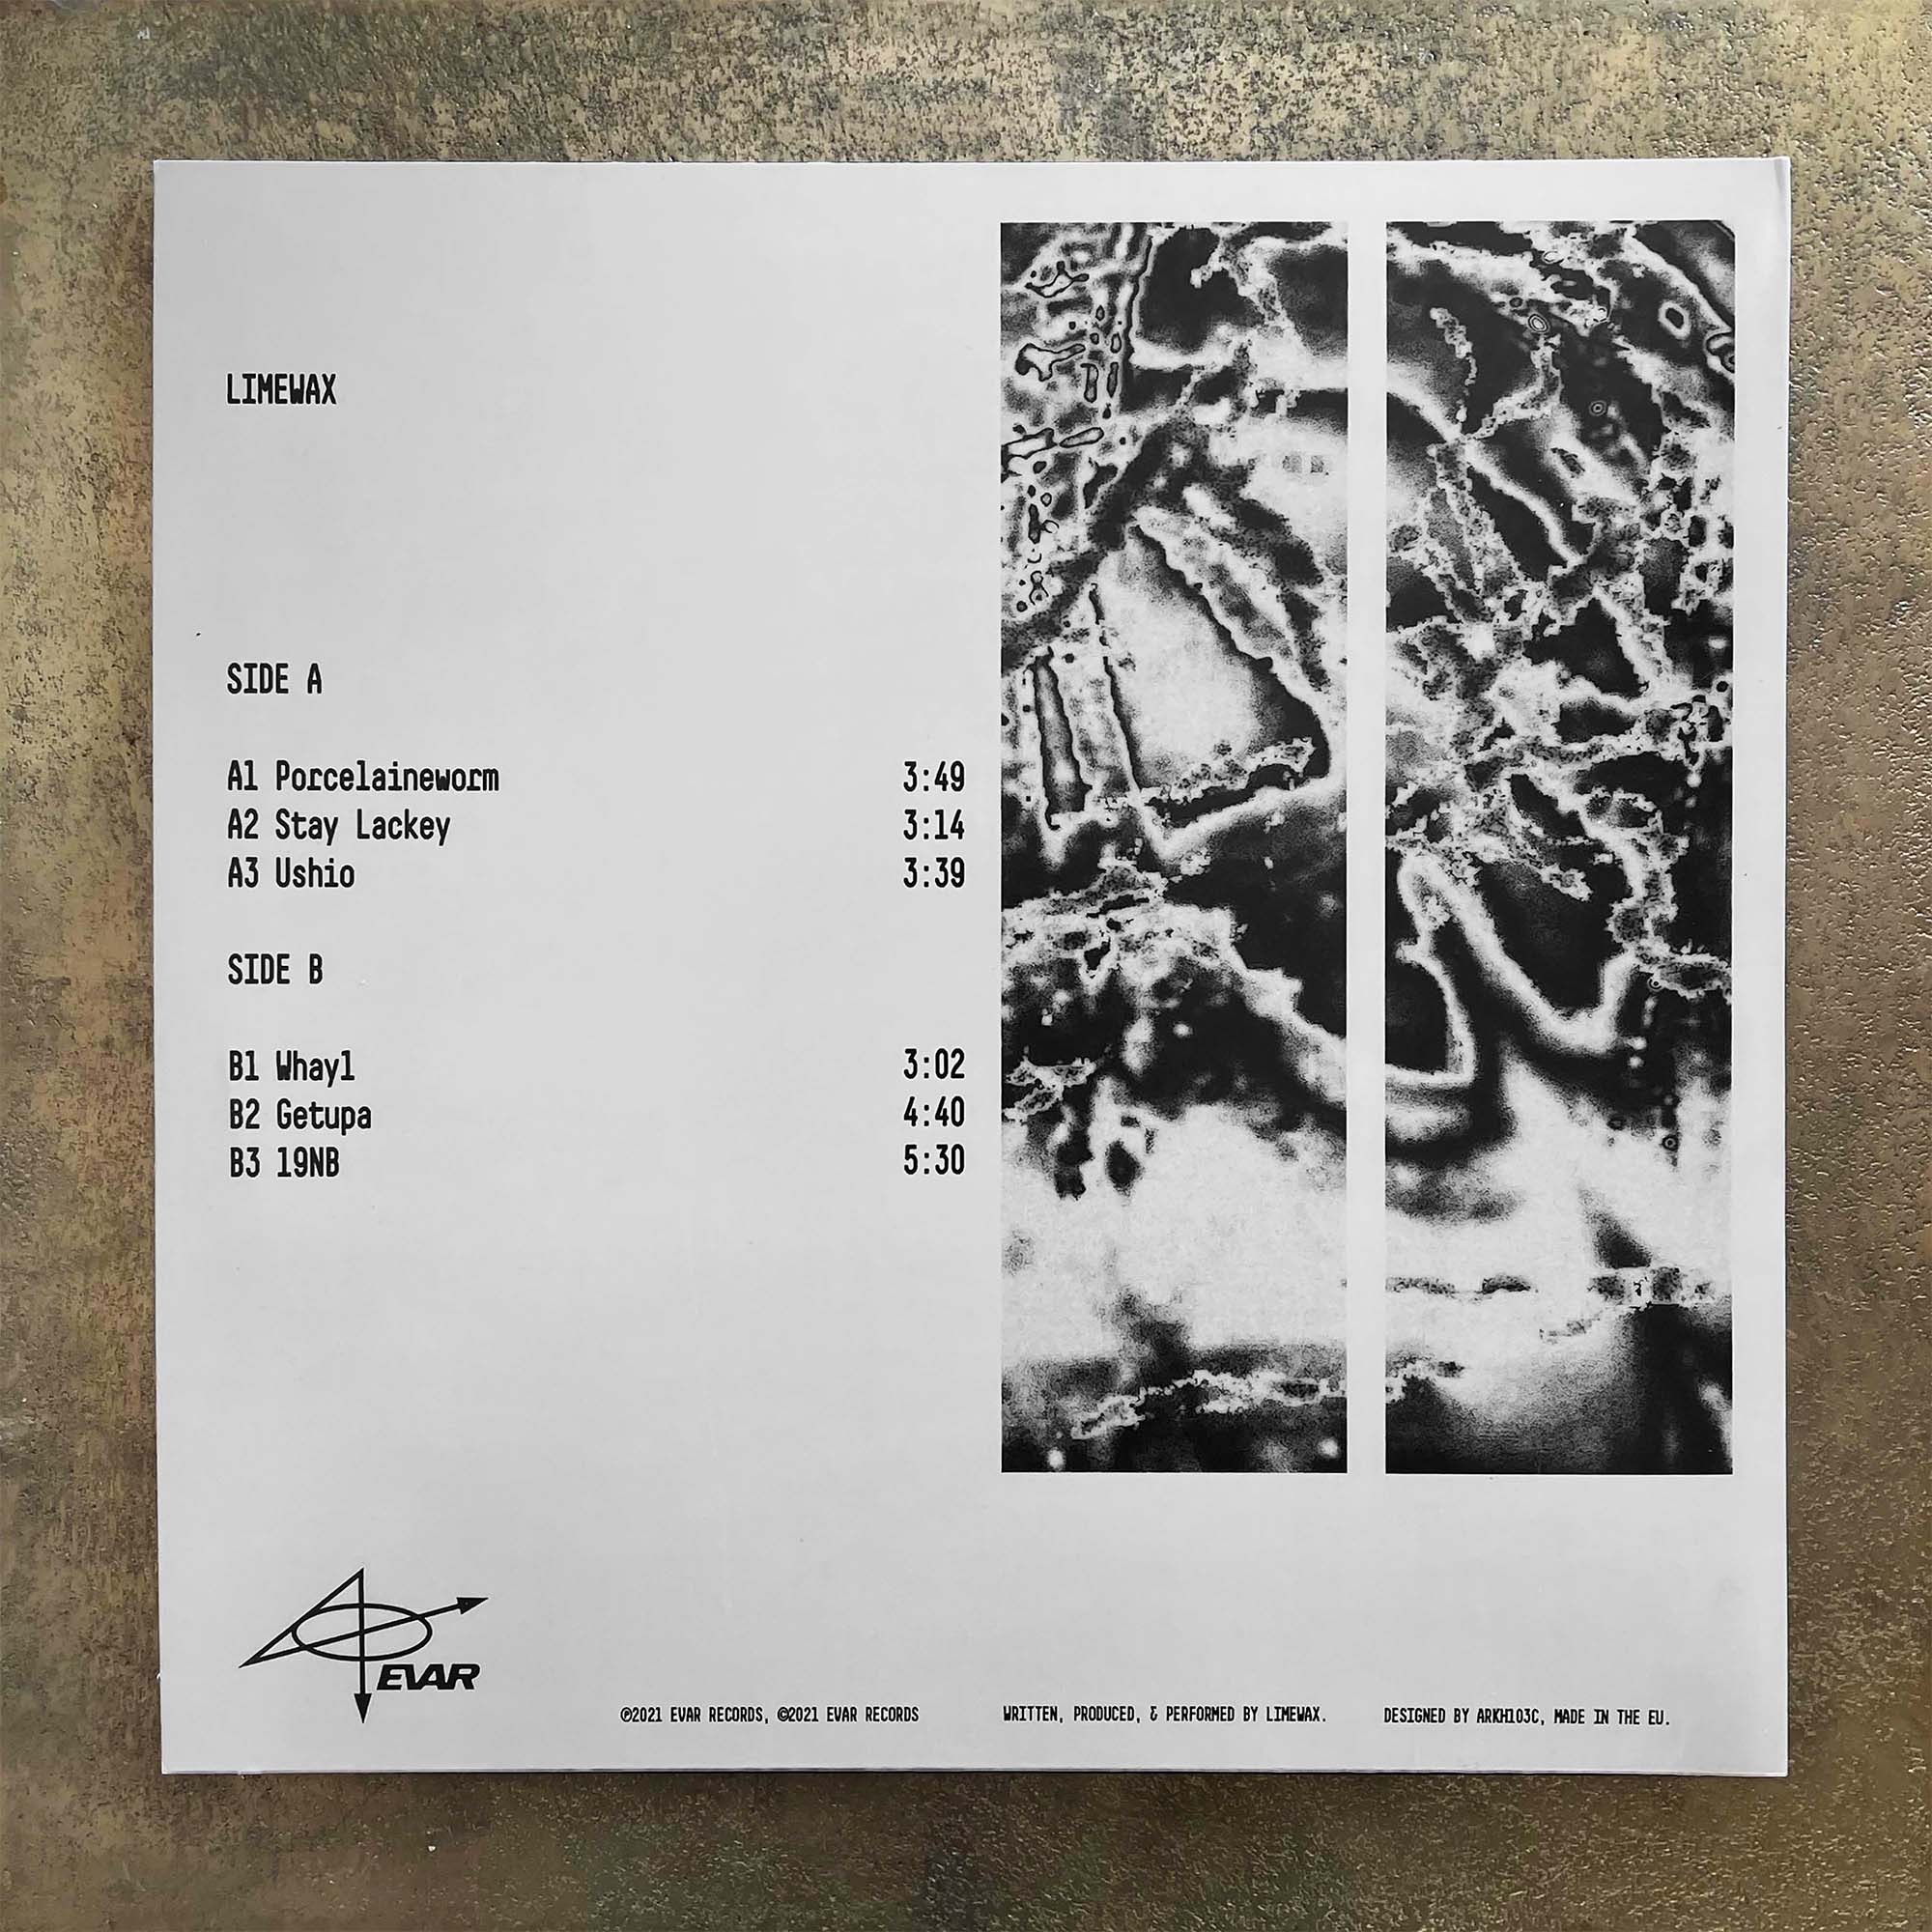 LIMEWAX
SIDE A
A1 Porcelaineworm 3:49
A2 Stay Lackey 3:14
A3 Ushio 3:39
SIDE B
B1 Whayl 3:02
B2 Getupa 4:40
B3 19NB 5:30
EVAR
℗2021 EVAR RECORDS, ©2021 EVAR RECORDS
WRITTEN, PRODUCED, & PERFORMED BY LIMEWAX.
DESIGNED BY ARKH103C, MADE IN THE EU.